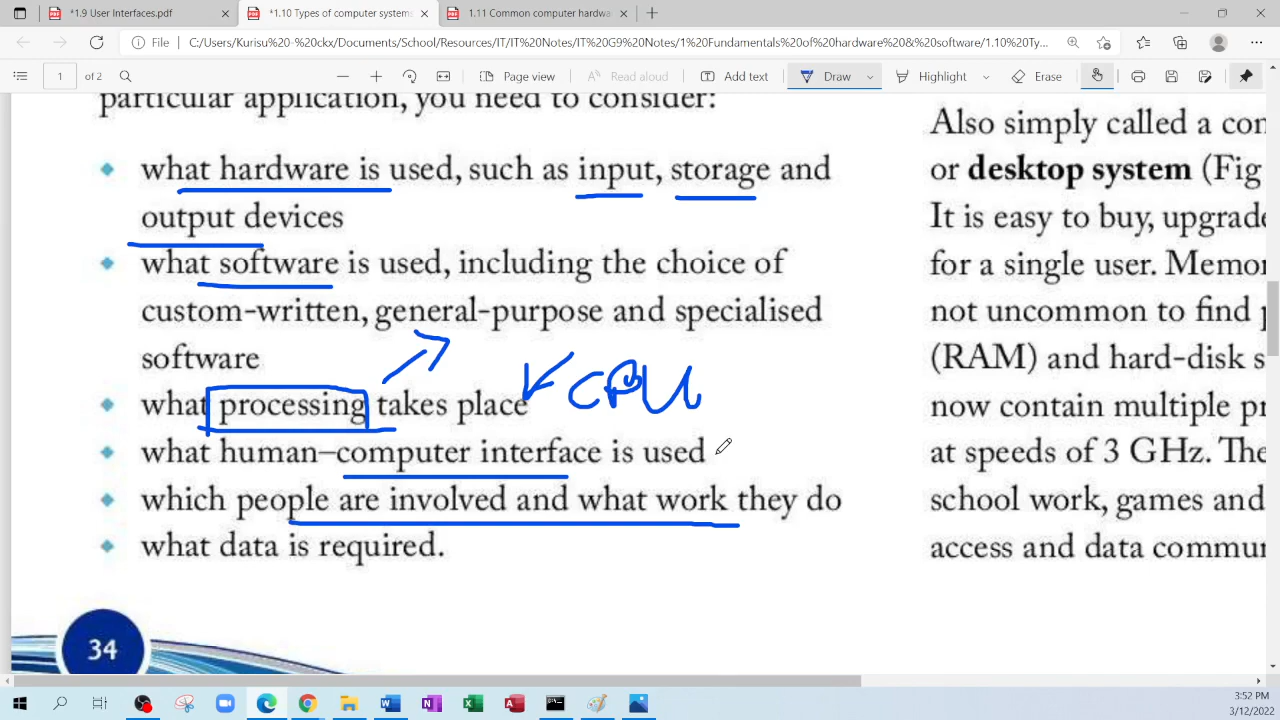 *1.9 User Interfaces.pdf
*1.10 Types of computer systems
1.11 Common computer hardwa
File
C:/Users/Kurisu%20-%20ckx/Documents/School/Resources/IT/IT%20Notes/IT%20G9%20Notes/1%20Fundamentals%20of%20hardware%20&%20software/1.10%20Ty...
1
of 2
Page view
Read aloud
Add text
Draw
Highlight
Erase
particular application, you need to consider:
what hardware is used, such as input, storage and
output devices
what software is used, including the choice of
custom-written, general-purpose and specialised
software
what processing takes place
CPU
what human–computer interface is used
which people are involved and what work they do
what data is required.
34
Also simply called a con
or desktop system (Fig
It is easy to buy, upgrade
for a single user. Memor
not uncommon to find p
(RAM) and hard-disk s
now contain multiple pr
at speeds of 3 GHz. The
school work, games and
access and data commun
3:52 PM
3/12/2022